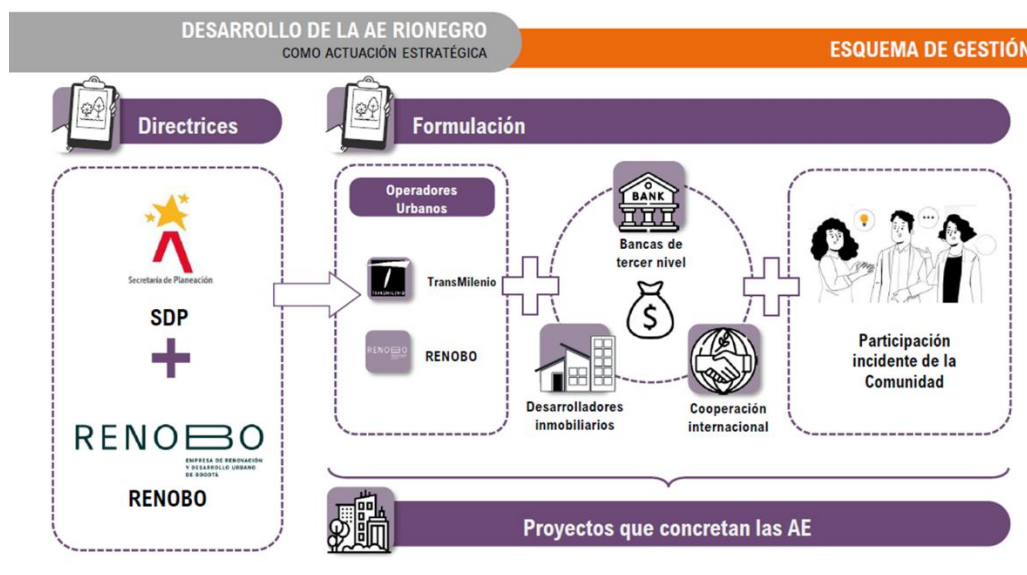 DESARROLLO DE LA AE RIONEGRO
COMO ACTUACIÓN ESTRATÉGICA
ESQUEMA DE GESTIÓN
Directrices
Formulación
Secretaría de Planeación
SDP
RENOBO
EMPRESA DE RENOVACIÓN
Y DESARROLLO URBANO
DE BOGOTÁ
RENOBO
Operadores
Urbanos
TRANSMILENIO
TransMilenio
RENOBO
RENOBO
BANK
Bancas de
tercer nivel
$
Desarrolladores
inmobiliarios
Cooperación
internacional
Participación
incidente de la
Comunidad
Proyectos que concretan las AE